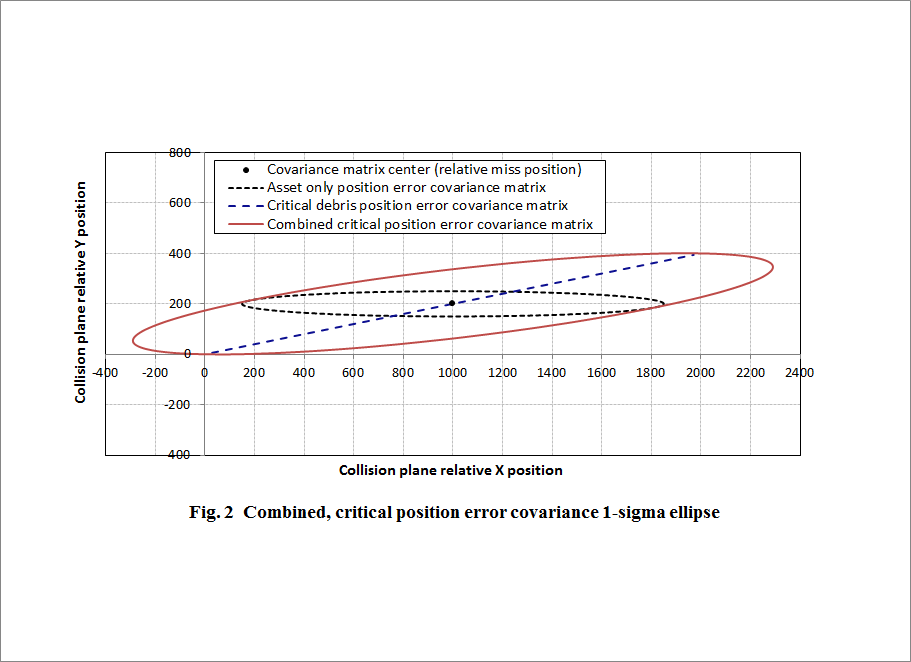 800
600
400
200
0
-200
-400
-400 -200 0 200 400 600 800 1000 1200 1400 1600 1800 2000 2200 2400
Collision plane relative Y position
Covariance matrix center (relative miss position)
Asset only position error covariance matrix
Critical debris position error covariance matrix
Combined critical position error covariance matrix
Collision plane relative X position
Fig. 2 Combined, critical position error covariance 1-sigma ellipse